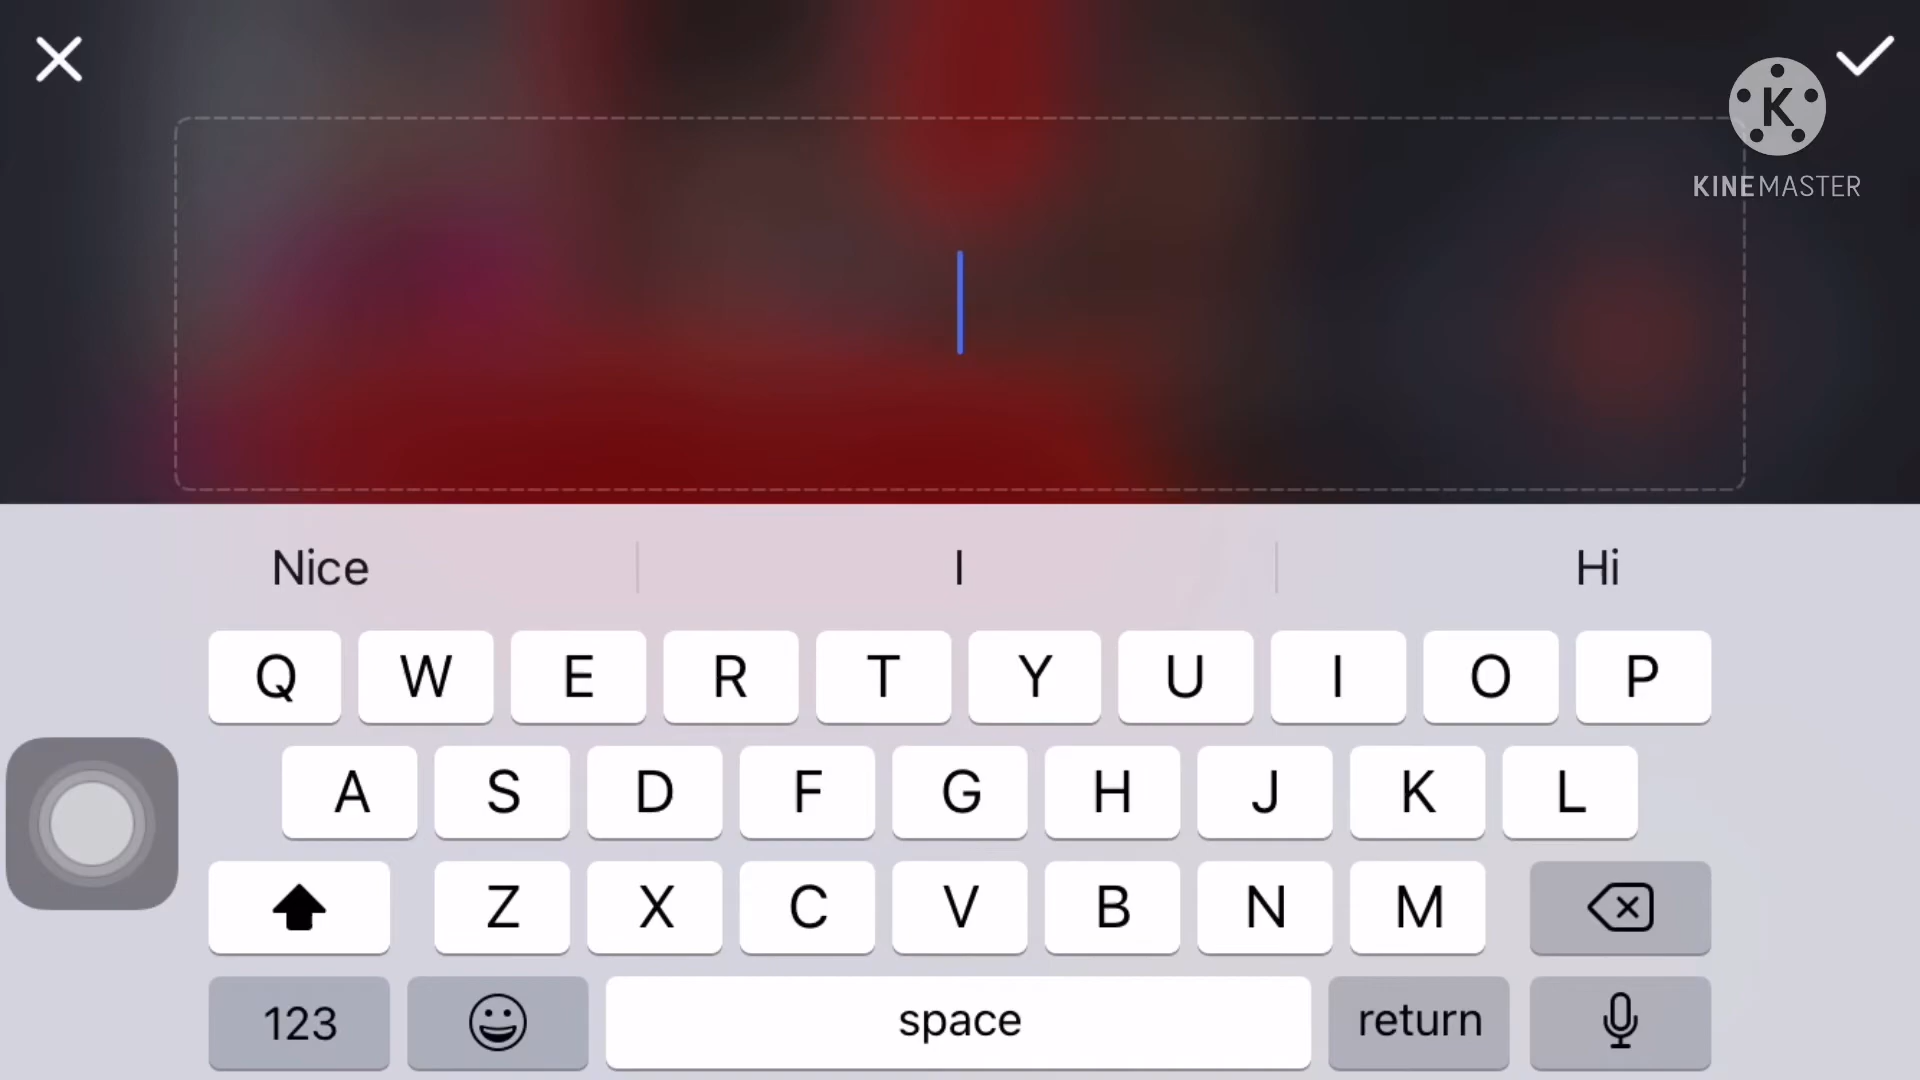 K
KINEMASTER
Nice I Hi
Q W E R T Y U I O P
A S D F G H J K L
Z X C V B N M
123 space return